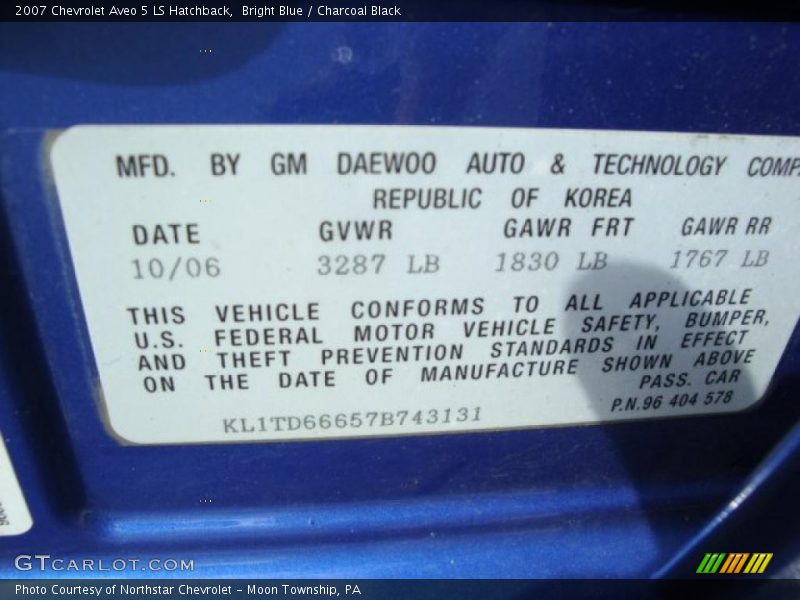 2007 Chevrolet Aveo 5 LS Hatchback, Bright Blue / Charcoal Black
MFD. BY GM DAEWOO AUTO & TECHNOLOGY COMP
REPUBLIC OF KOREA
DATE GVWR GAWR FRT GAWR RR
10/06 3287 LB 1830 LB 1767 LB
THIS VEHICLE CONFORMS TO ALL APPLICABLE
U.S. FEDERAL MOTOR VEHICLE SAFETY, BUMPER,
AND THEFT PREVENTION STANDARDS IN EFFECT
ON THE DATE OF MANUFACTURE SHOWN ABOVE
PASS. CAR
P.N.96 404 578
KL1TD66657B743131
GTCARLOT.COM
Photo Courtesy of Northstar Chevrolet - Moon Township, PA